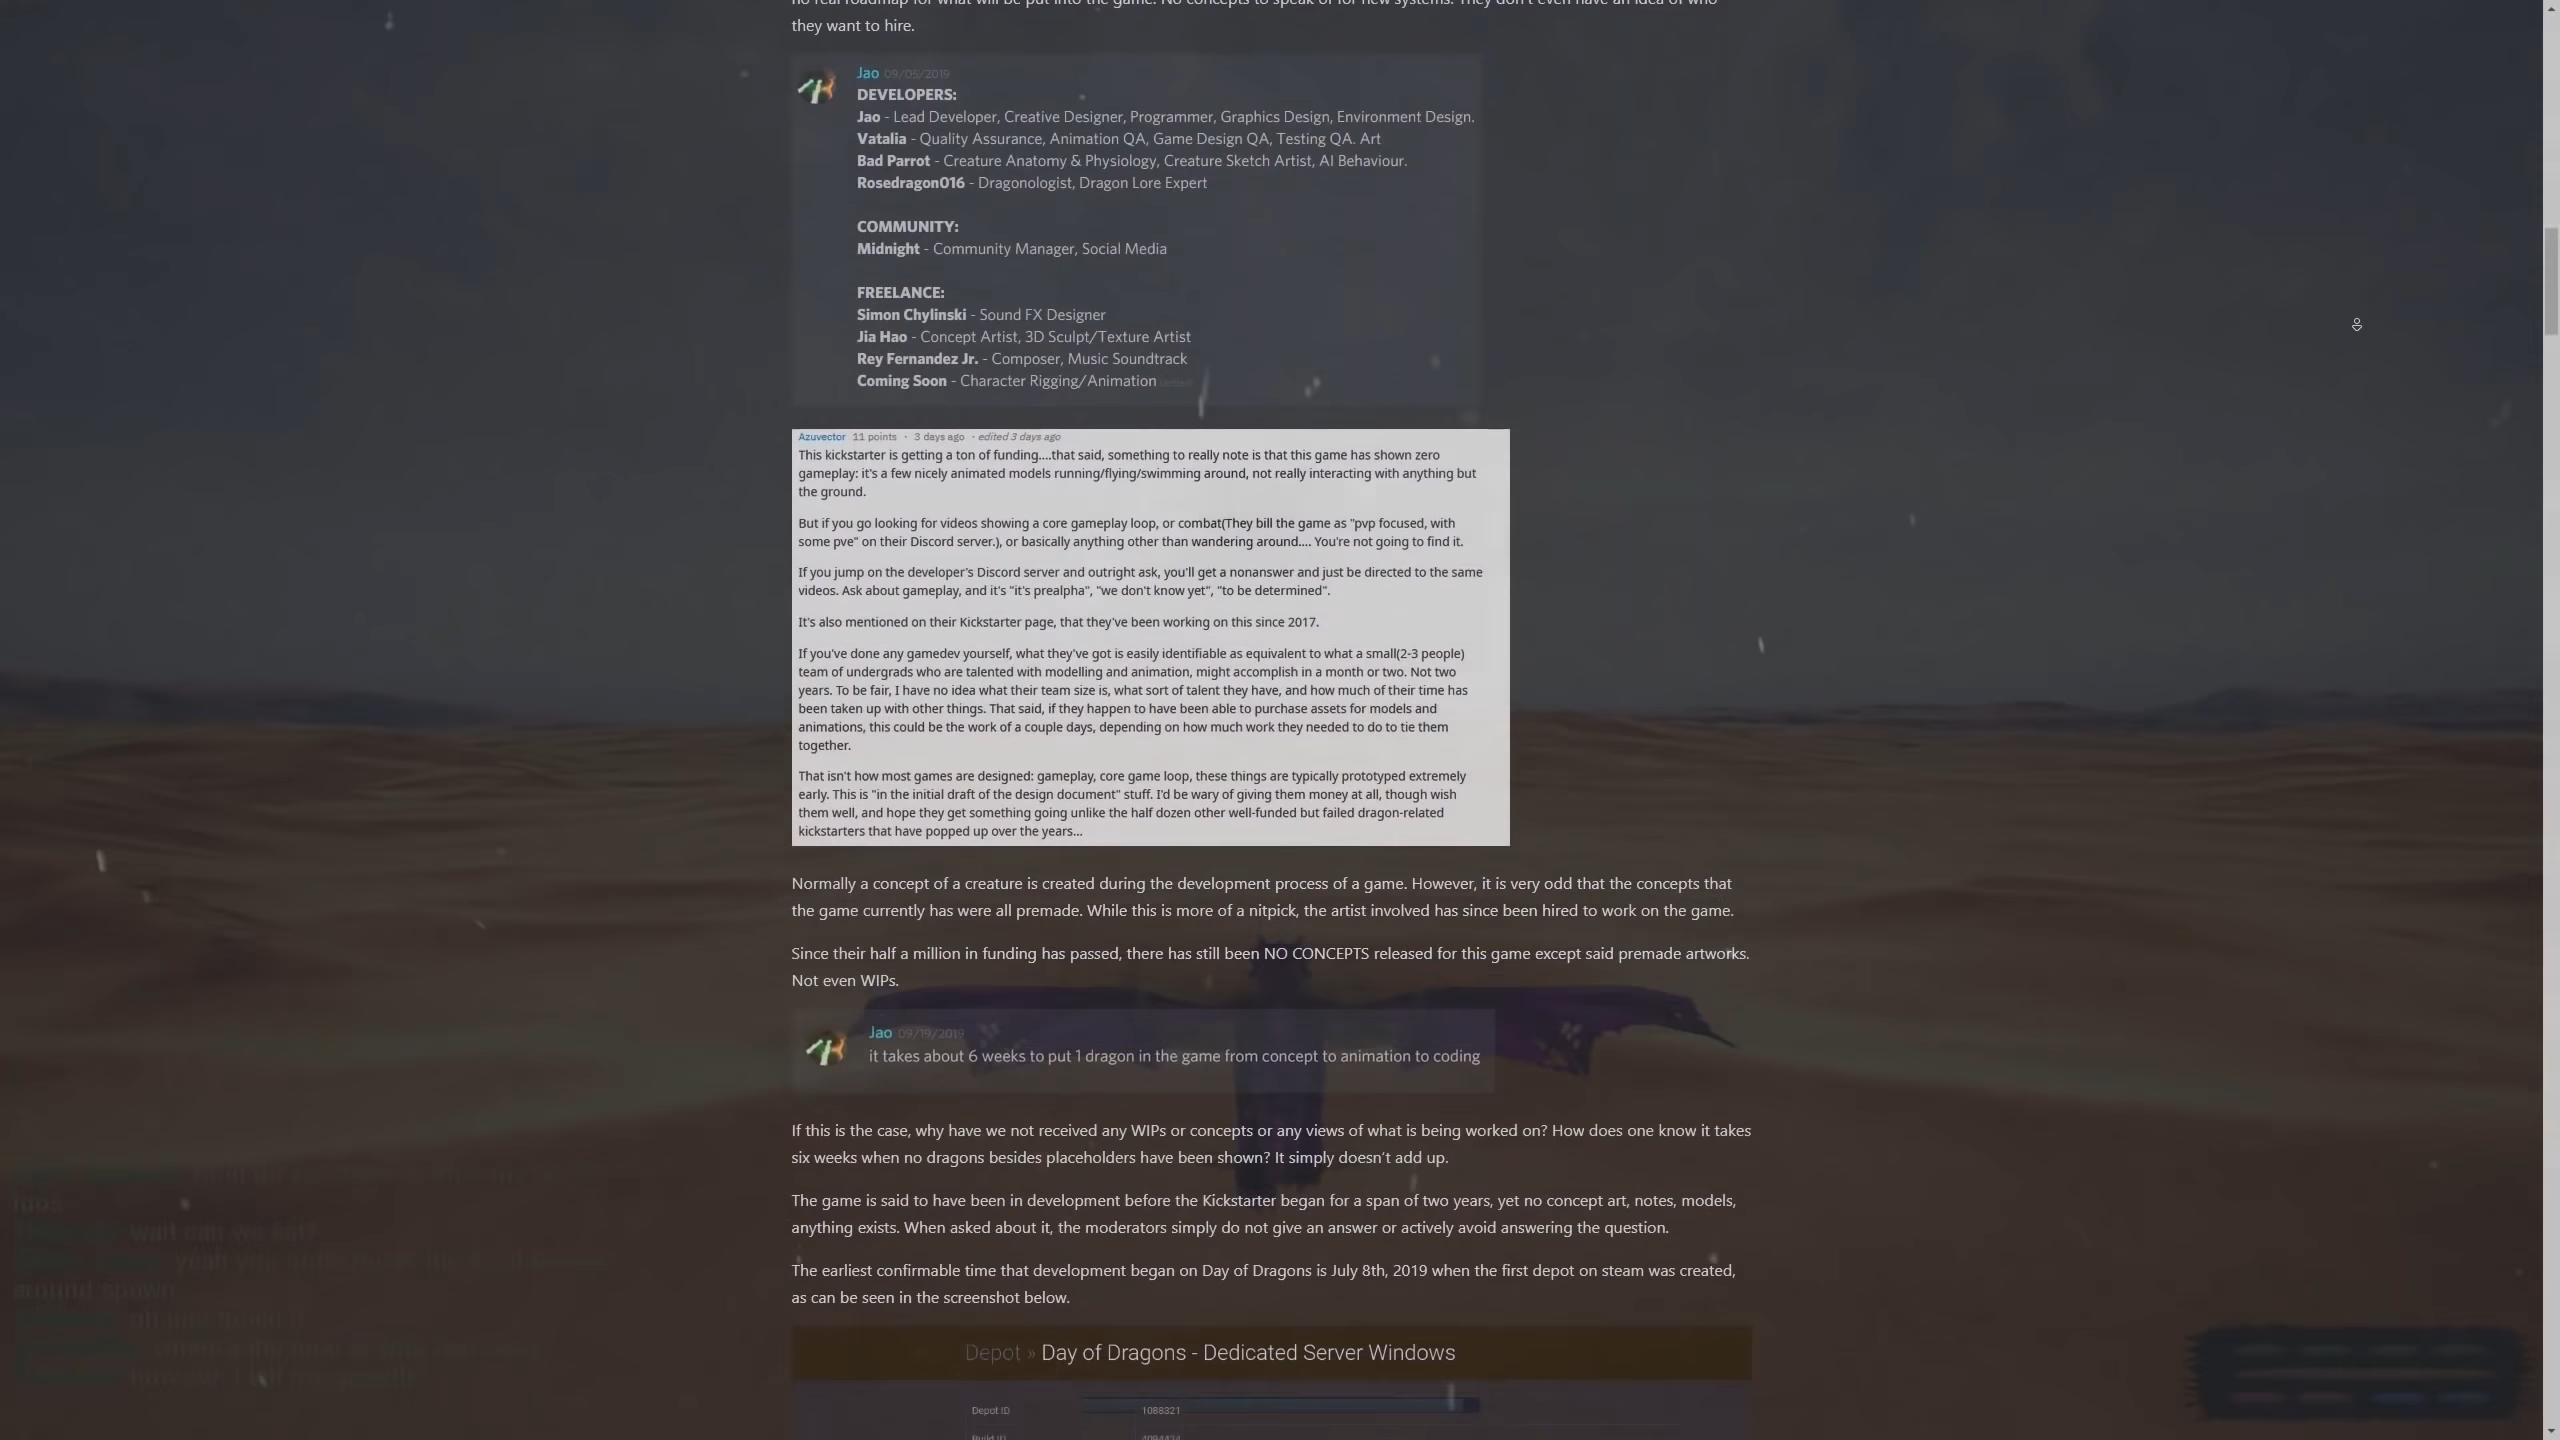 they want to hire.
Jao 09/05/2019
DEVELOPERS:
Jao - Lead Developer, Creative Designer, Programmer, Graphics Design, Environment Design.
Vatalia - Quality Assurance, Animation QA, Game Design QA, Testing QA. Art
Bad Parrot - Creature Anatomy & Physiology, Creature Sketch Artist, AI Behaviour.
Rosedragon016 - Dragonologist, Dragon Lore Expert
COMMUNITY:
Midnight - Community Manager, Social Media
FREELANCE:
Simon Chylinski - Sound FX Designer
Jia Hao - Concept Artist, 3D Sculpt/Texture Artist
Rey Fernandez Jr. - Composer, Music Soundtrack
Coming Soon - Character Rigging/Animation
Azuvector 11 points · 3 days ago · edited 3 days ago
This kickstarter is getting a ton of funding....that said, something to really note is that this game has shown zero
gameplay: it's a few nicely animated models running/flying/swimming around, not really interacting with anything but
the ground.
But if you go looking for videos showing a core gameplay loop, or combat(They bill the game as "pvp focused, with
some pve" on their Discord server.), or basically anything other than wandering around.... You're not going to find it.
If you jump on the developer's Discord server and outright ask, you'll get a nonanswer and just be directed to the same
videos. Ask about gameplay, and it's "it's prealpha", "we don't know yet", "to be determined".
It's also mentioned on their Kickstarter page, that they've been working on this since 2017.
If you've done any gamedev yourself, what they've got is easily identifiable as equivalent to what a small(2-3 people)
team of undergrads who are talented with modelling and animation, might accomplish in a month or two. Not two
years. To be fair, I have no idea what their team size is, what sort of talent they have, and how much of their time has
been taken up with other things. That said, if they happen to have been able to purchase assets for models and
animations, this could be the work of a couple days, depending on how much work they needed to do to tie them
together.
That isn't how most games are designed: gameplay, core game loop, these things are typically prototyped extremely
early. This is "in the initial draft of the design document" stuff. I'd be wary of giving them money at all, though wish
them well, and hope they get something going unlike the half dozen other well-funded but failed dragon-related
kickstarters that have popped up over the years...
Normally a concept of a creature is created during the development process of a game. However, it is very odd that the concepts that
the game currently has were all premade. While this is more of a nitpick, the artist involved has since been hired to work on the game.
Since their half a million in funding has passed, there has still been NO CONCEPTS released for this game except said premade artworks.
Not even WIPs.
Jao 09/19/2019
it takes about 6 weeks to put 1 dragon in the game from concept to animation to coding
If this is the case, why have we not received any WIPs or concepts or any views of what is being worked on? How does one know it takes
six weeks when no dragons besides placeholders have been shown? It simply doesn't add up.
The game is said to have been in development before the Kickstarter began for a span of two years, yet no concept art, notes, models,
anything exists. When asked about it, the moderators simply do not give an answer or actively avoid answering the question.
The earliest confirmable time that development began on Day of Dragons is July 8th, 2019 when the first depot on steam was created,
as can be seen in the screenshot below.
Depot » Day of Dragons - Dedicated Server Windows
Depot ID 1088321
wait can we eat?
around spawn